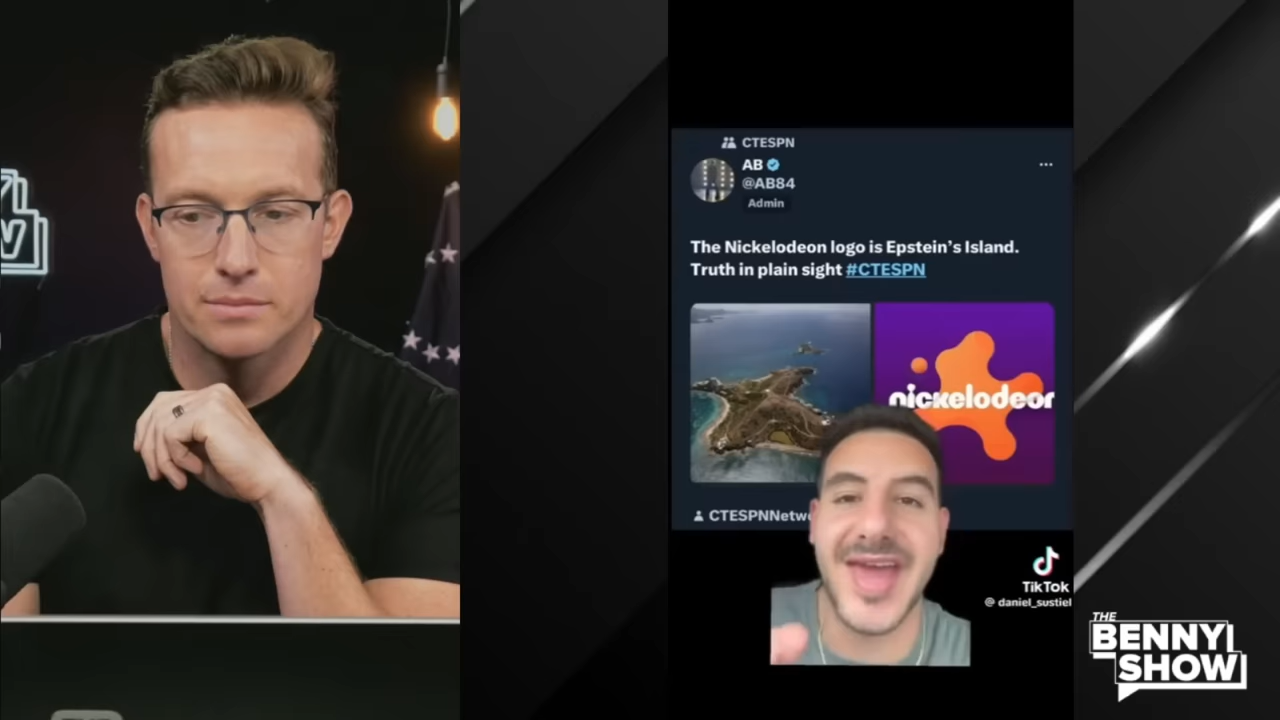 CTESPN
AB
@AB84
Admin
The Nickelodeon logo is Epstein's Island.
Truth in plain sight #CTESPN
nickelodeon
CTESPNNetwo
TikTok
@ daniel_sustiel
THE
BENNY
SHOW